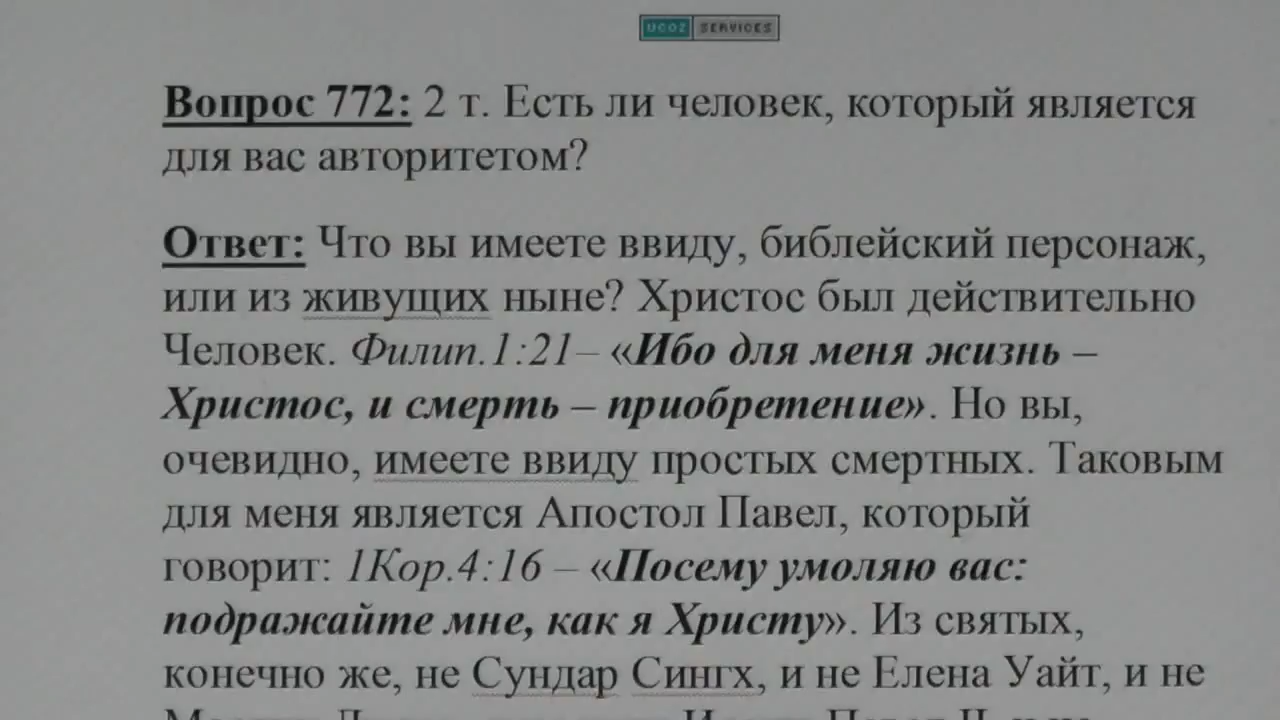 UCOZ SERVICES
Вопрос 772: 2 т. Есть ли человек, который является
для вас авторитетом?
Ответ: Что вы имеете ввиду, библейский персонаж,
или из живущих ныне? Христос был действительно
Человек. Филип.1:21– «Ибо для меня жизнь –
Христос, и смерть – приобретение». Но вы,
очевидно, имеете ввиду простых смертных. Таковым
для меня является Апостол Павел, который
говорит: 1Кор.4:16 – «Посему умоляю вас:
подражайте мне, как я Христу». Из святых,
конечно же, не Сундар Сингх, и не Елена Уайт, и не